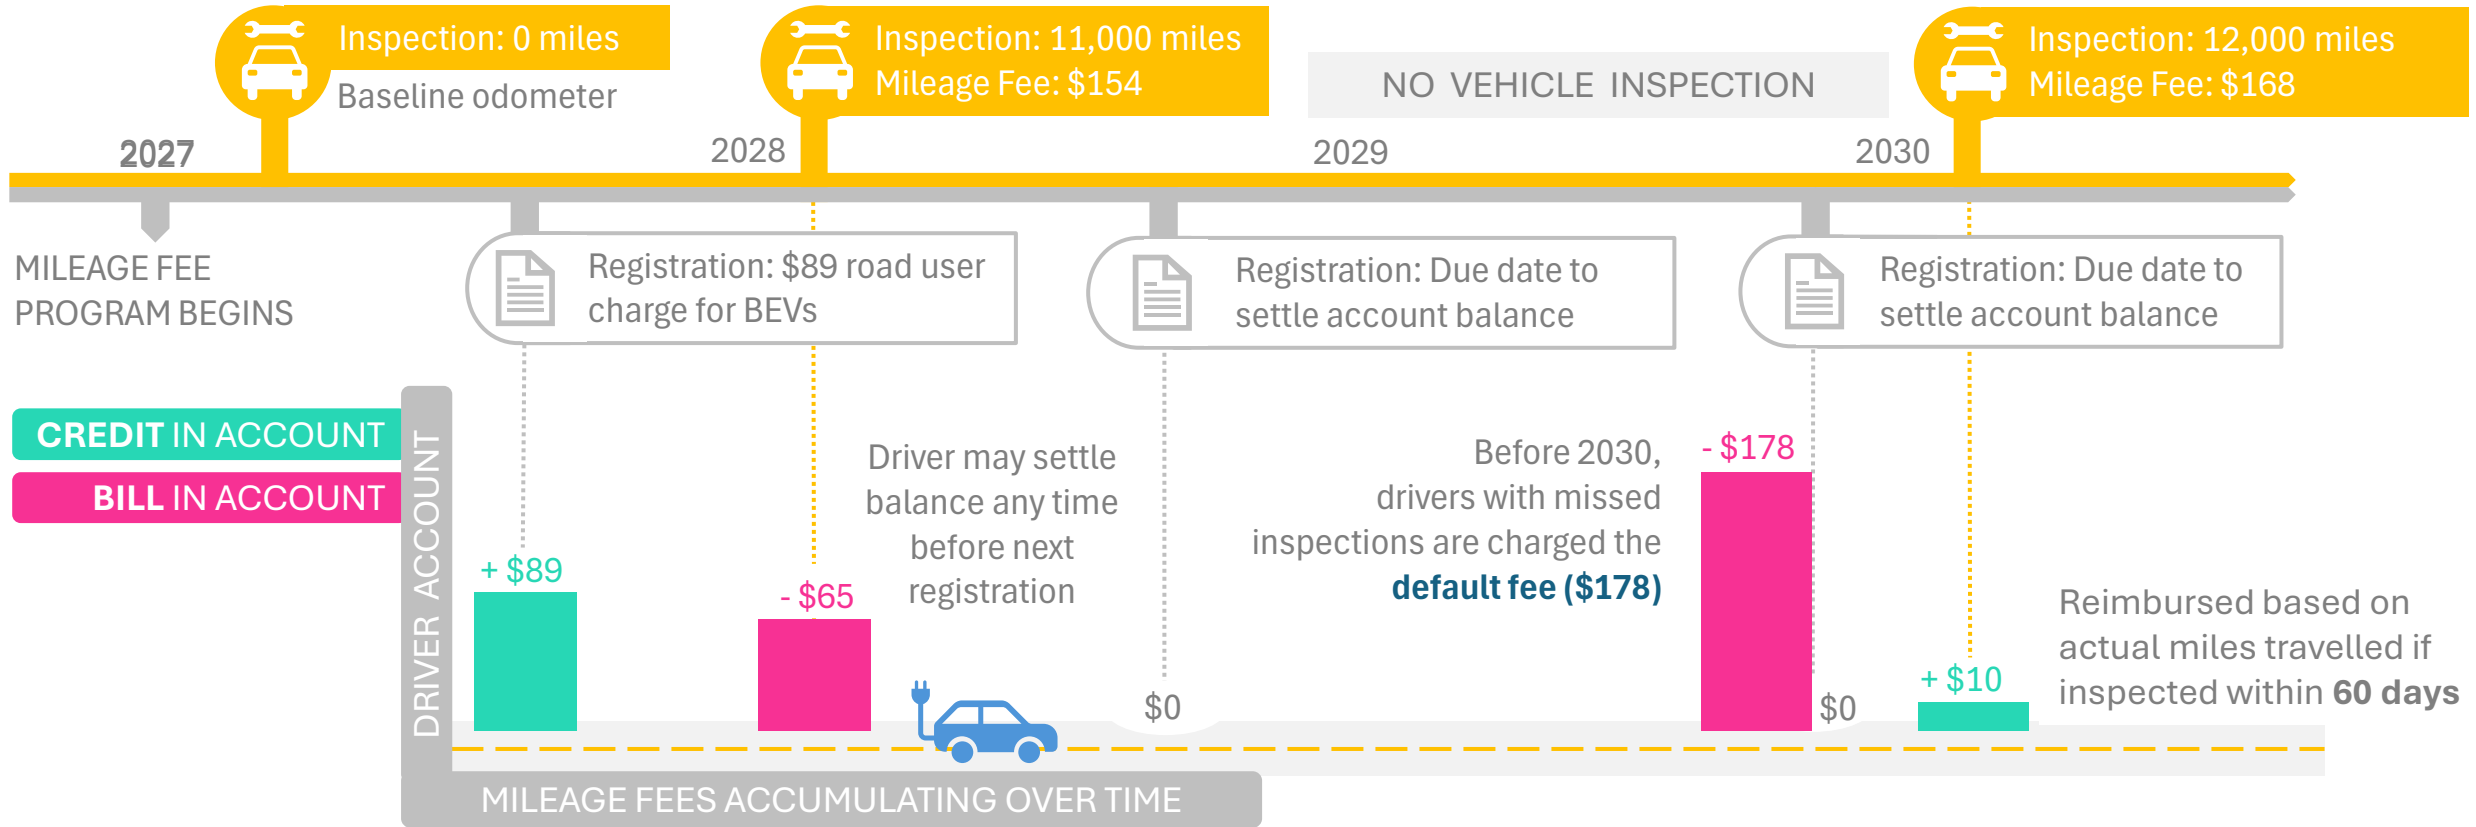 Inspection: 0 miles
Baseline odometer
Inspection: 11,000 miles
Mileage Fee: $154
NO VEHICLE INSPECTION
Inspection: 12,000 miles
Mileage Fee: $168
2027
2028
2029
2030
MILEAGE FEE
PROGRAM BEGINS
Registration: $89 road user
charge for BEVs
Registration: Due date to
settle account balance
Registration: Due date to
settle account balance
CREDIT IN ACCOUNT
BILL IN ACCOUNT
DRIVER ACCOUNT
+ $89
- $65
Driver may settle
balance any time
before next
registration
$0
Before 2030,
drivers with missed
inspections are charged the
default fee ($178)
- $178
$0
+ $10
Reimbursed based on
actual miles travelled if
inspected within 60 days
MILEAGE FEES ACCUMULATING OVER TIME